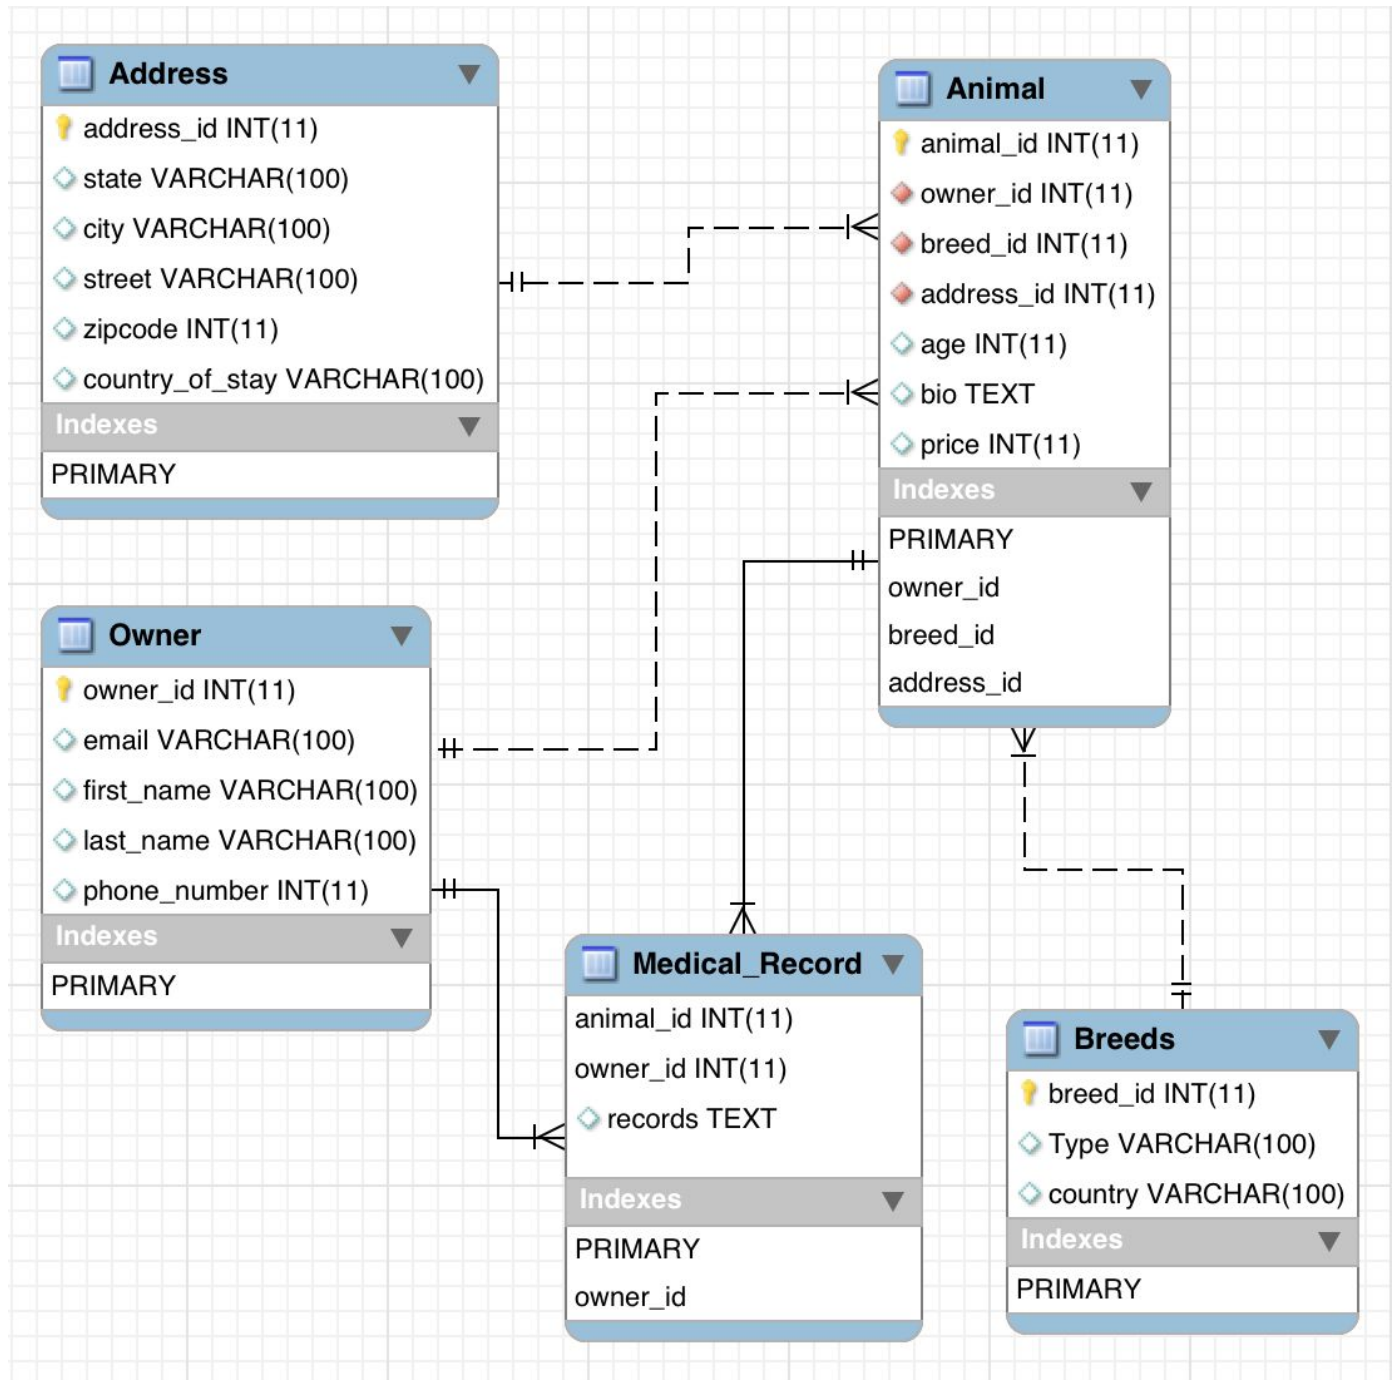 Address
address_id INT(11)
state VARCHAR(100)
city VARCHAR(100)
street VARCHAR(100)
zipcode INT(11)
country_of_stay VARCHAR(100)
Indexes
PRIMARY
Animal
animal_id INT(11)
owner_id INT(11)
breed_id INT(11)
address_id INT(11)
age INT(11)
bio TEXT
price INT(11)
Indexes
PRIMARY
owner_id
breed_id
address_id
Owner
owner_id INT(11)
email VARCHAR(100)
first_name VARCHAR(100)
last_name VARCHAR(100)
phone_number INT(11)
Indexes
PRIMARY
Medical_Record
animal_id INT(11)
owner_id INT(11)
records TEXT
Indexes
PRIMARY
owner_id
Breeds
breed_id INT(11)
Type VARCHAR(100)
country VARCHAR(100)
Indexes
PRIMARY